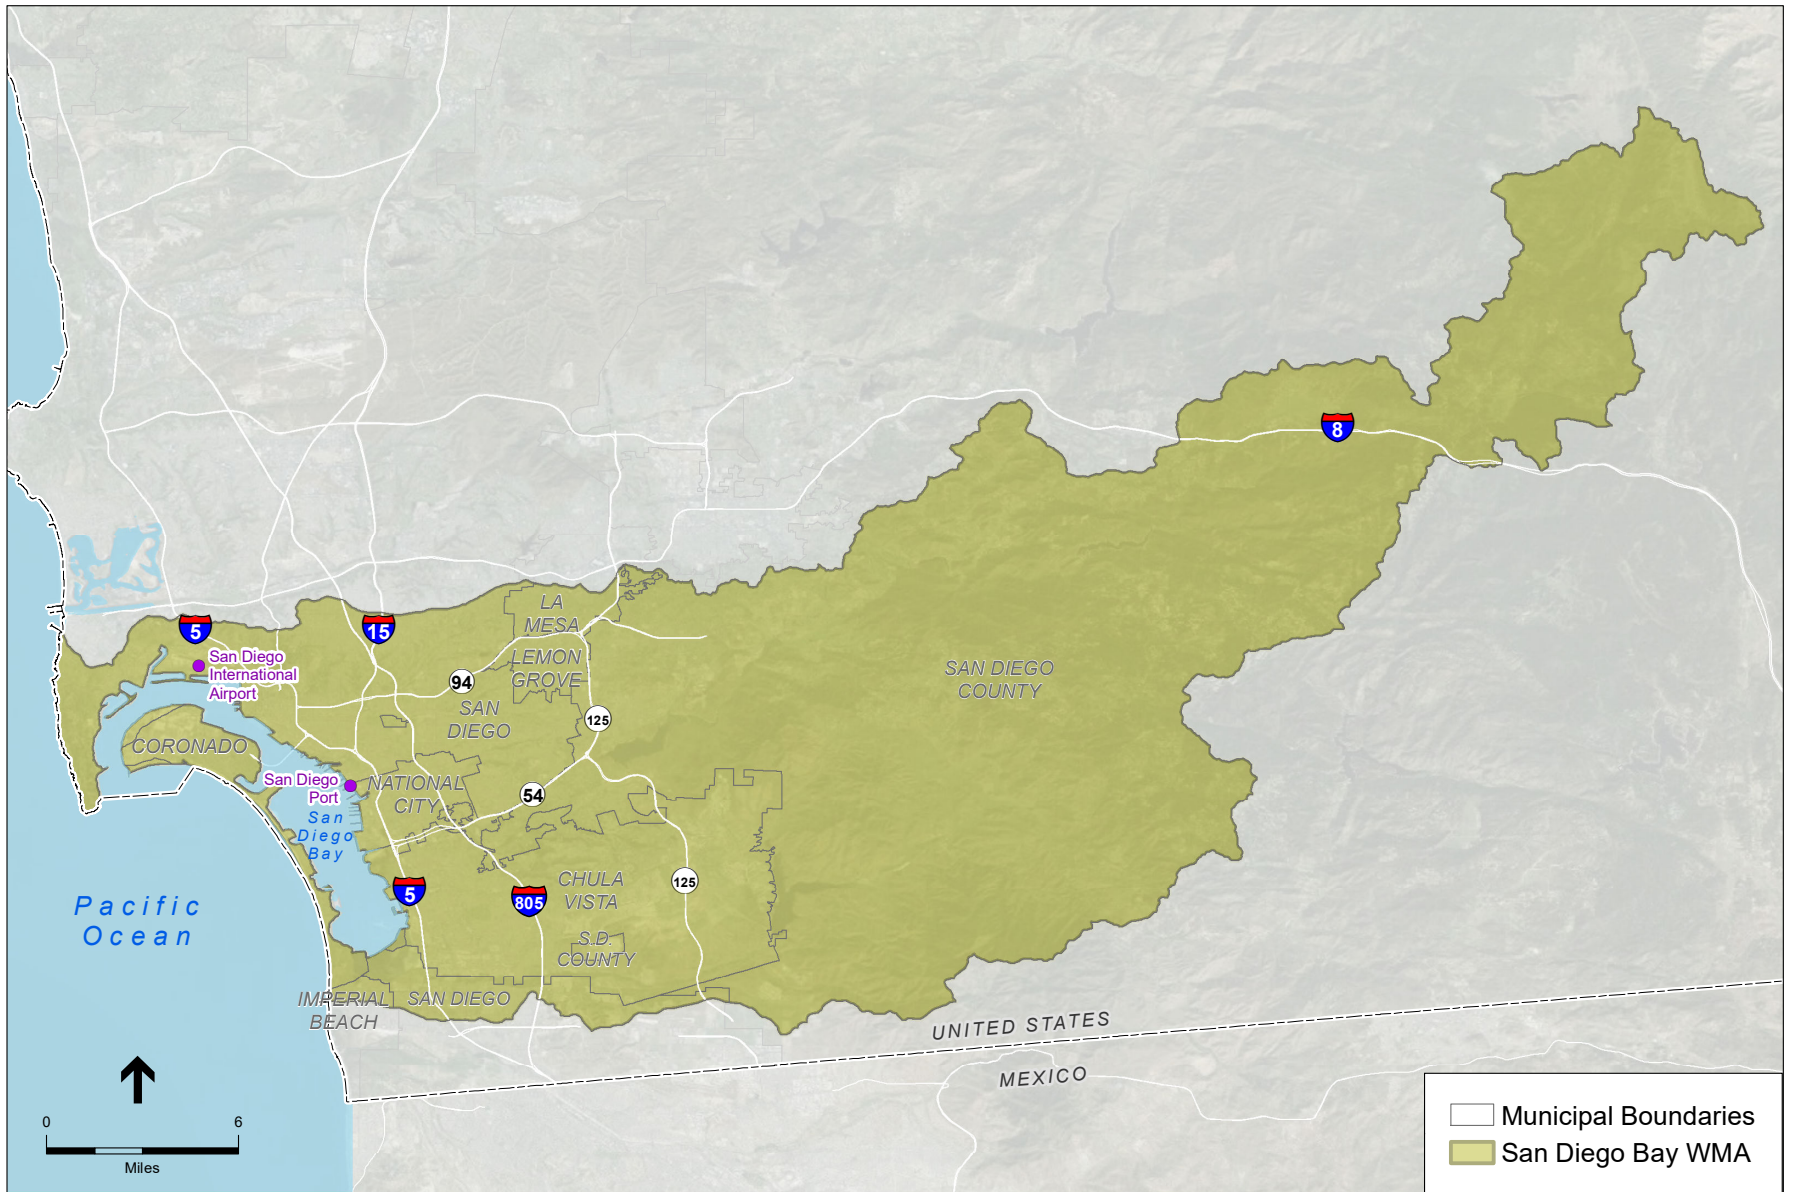 8
LA
MESA
5
15
San Diego
International
Airport
LEMON
GROVE
94
SAN DIEGO
COUNTY
SAN
DIEGO
125
CORONADO
San Diego
Port
NATIONAL
CITY
54
San
Diego
Bay
5
805
CHULA
VISTA
125
Pacific
Ocean
S.D.
COUNTY
IMPERIAL
BEACH
SAN DIEGO
UNITED STATES
MEXICO
0 6
Miles
Municipal Boundaries
San Diego Bay WMA